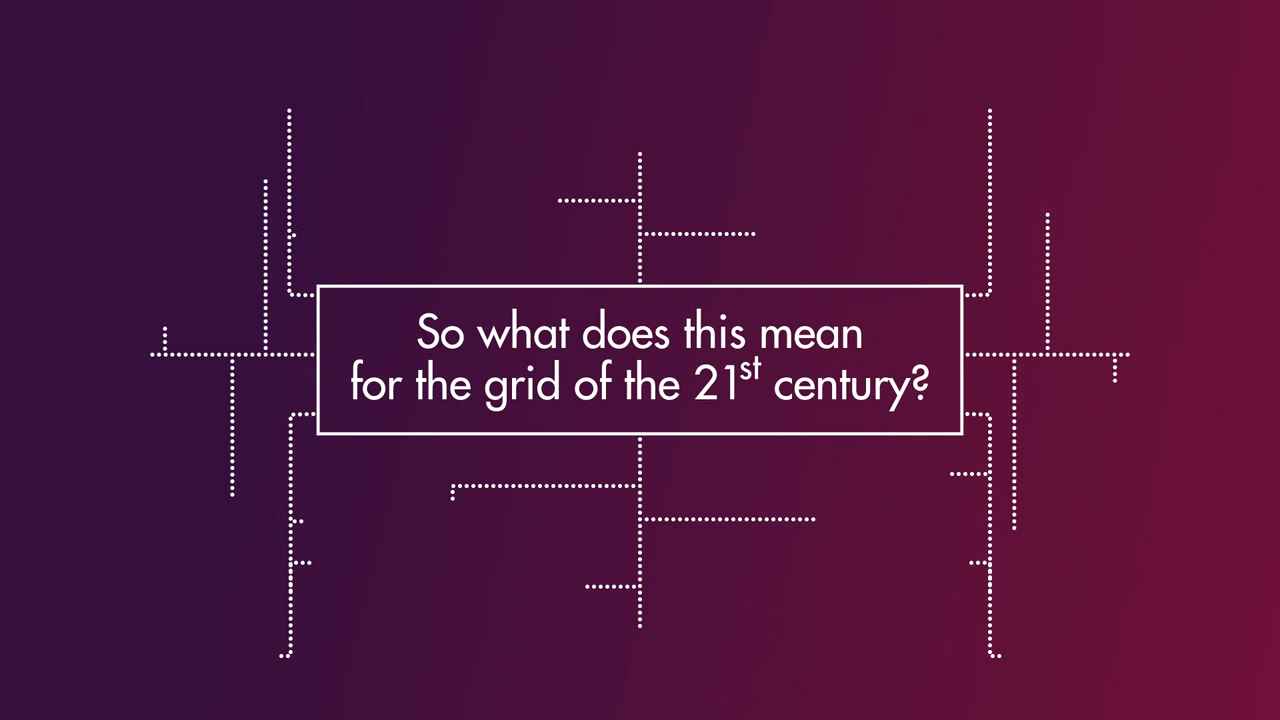 So what does this mean
for the grid of the 21st century?